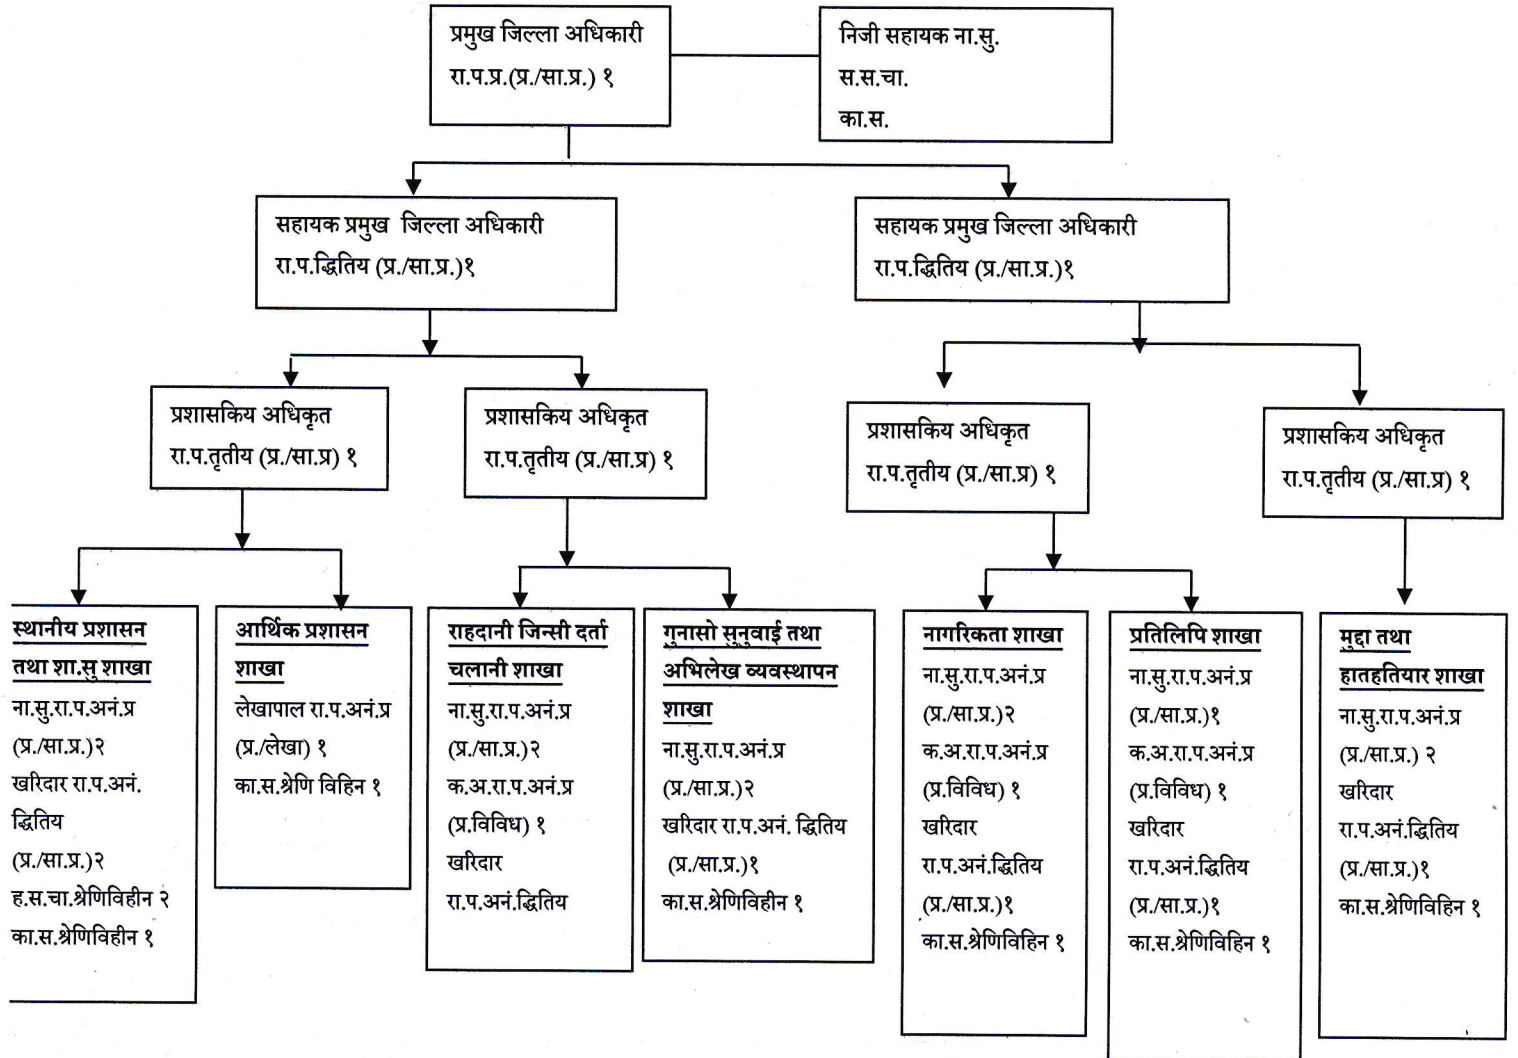 प्रमुख जिल्ला अधिकारी
रा.प.प्र.(प्र./सा.प्र.) १
निजी सहायक ना.सु.
स.स.चा.
का.स.
सहायक प्रमुख जिल्ला अधिकारी
रा.प.द्धितिय (प्र./सा.प्र.)१
सहायक प्रमुख जिल्ला अधिकारी
रा.प.द्धितिय (प्र./सा.प्र.)१
प्रशासकिय अधिकृत
रा.प.तृतीय (प्र./सा.प्र) १
प्रशासकिय अधिकृत
रा.प.तृतीय (प्र./सा.प्र) १
प्रशासकिय अधिकृत
रा.प.तृतीय (प्र./सा.प्र) १
प्रशासकिय अधिकृत
रा.प.तृतीय (प्र./सा.प्र) १
स्थानीय प्रशासन
तथा शा.सु शाखा
ना.सु.रा.प.अनं.प्र
(प्र./सा.प्र.)२
खरिदार रा.प.अनं.
द्धितिय
(प्र./सा.प्र.)२
ह.स.चा.श्रेणिविहीन २
का.स.श्रेणिविहीन १
आर्थिक प्रशासन
शाखा
लेखापाल रा.प.अनं.प्र
(प्र./लेखा) १
का.स.श्रेणि विहिन १
राहदानी जिन्सी दर्ता
चलानी शाखा
ना.सु.रा.प.अनं.प्र
(प्र./सा.प्र.)२
क.अ.रा.प.अनं.प्र
(प्र.विविध) १
खरिदार
रा.प.अनं.द्धितिय
गुनासो सुनुवाई तथा
अभिलेख व्यवस्थापन
शाखा
ना.सु.रा.प.अनं.प्र
(प्र./सा.प्र.)२
खरिदार रा.प.अनं. द्धितिय
(प्र./सा.प्र.)१
का.स.श्रेणिविहीन १
नागरिकता शाखा
ना.सु.रा.प.अनं.प्र
(प्र./सा.प्र.)२
क.अ.रा.प.अनं.प्र
(प्र.विविध) १
खरिदार
रा.प.अनं.द्धितिय
(प्र./सा.प्र.)१
का.स.श्रेणिविहिन १
प्रतिलिपि शाखा
ना.सु.रा.प.अनं.प्र
(प्र./सा.प्र.)१
क.अ.रा.प.अनं.प्र
(प्र.विविध) १
खरिदार
रा.प.अनं.द्धितिय
(प्र./सा.प्र.)१
का.स.श्रेणिविहिन १
मुद्दा तथा
हातहतियार शाखा
ना.सु.रा.प.अनं.प्र
(प्र./सा.प्र.) २
खरिदार
रा.प.अनं.द्धितिय
(प्र./सा.प्र.)१
का.स.श्रेणिविहिन १